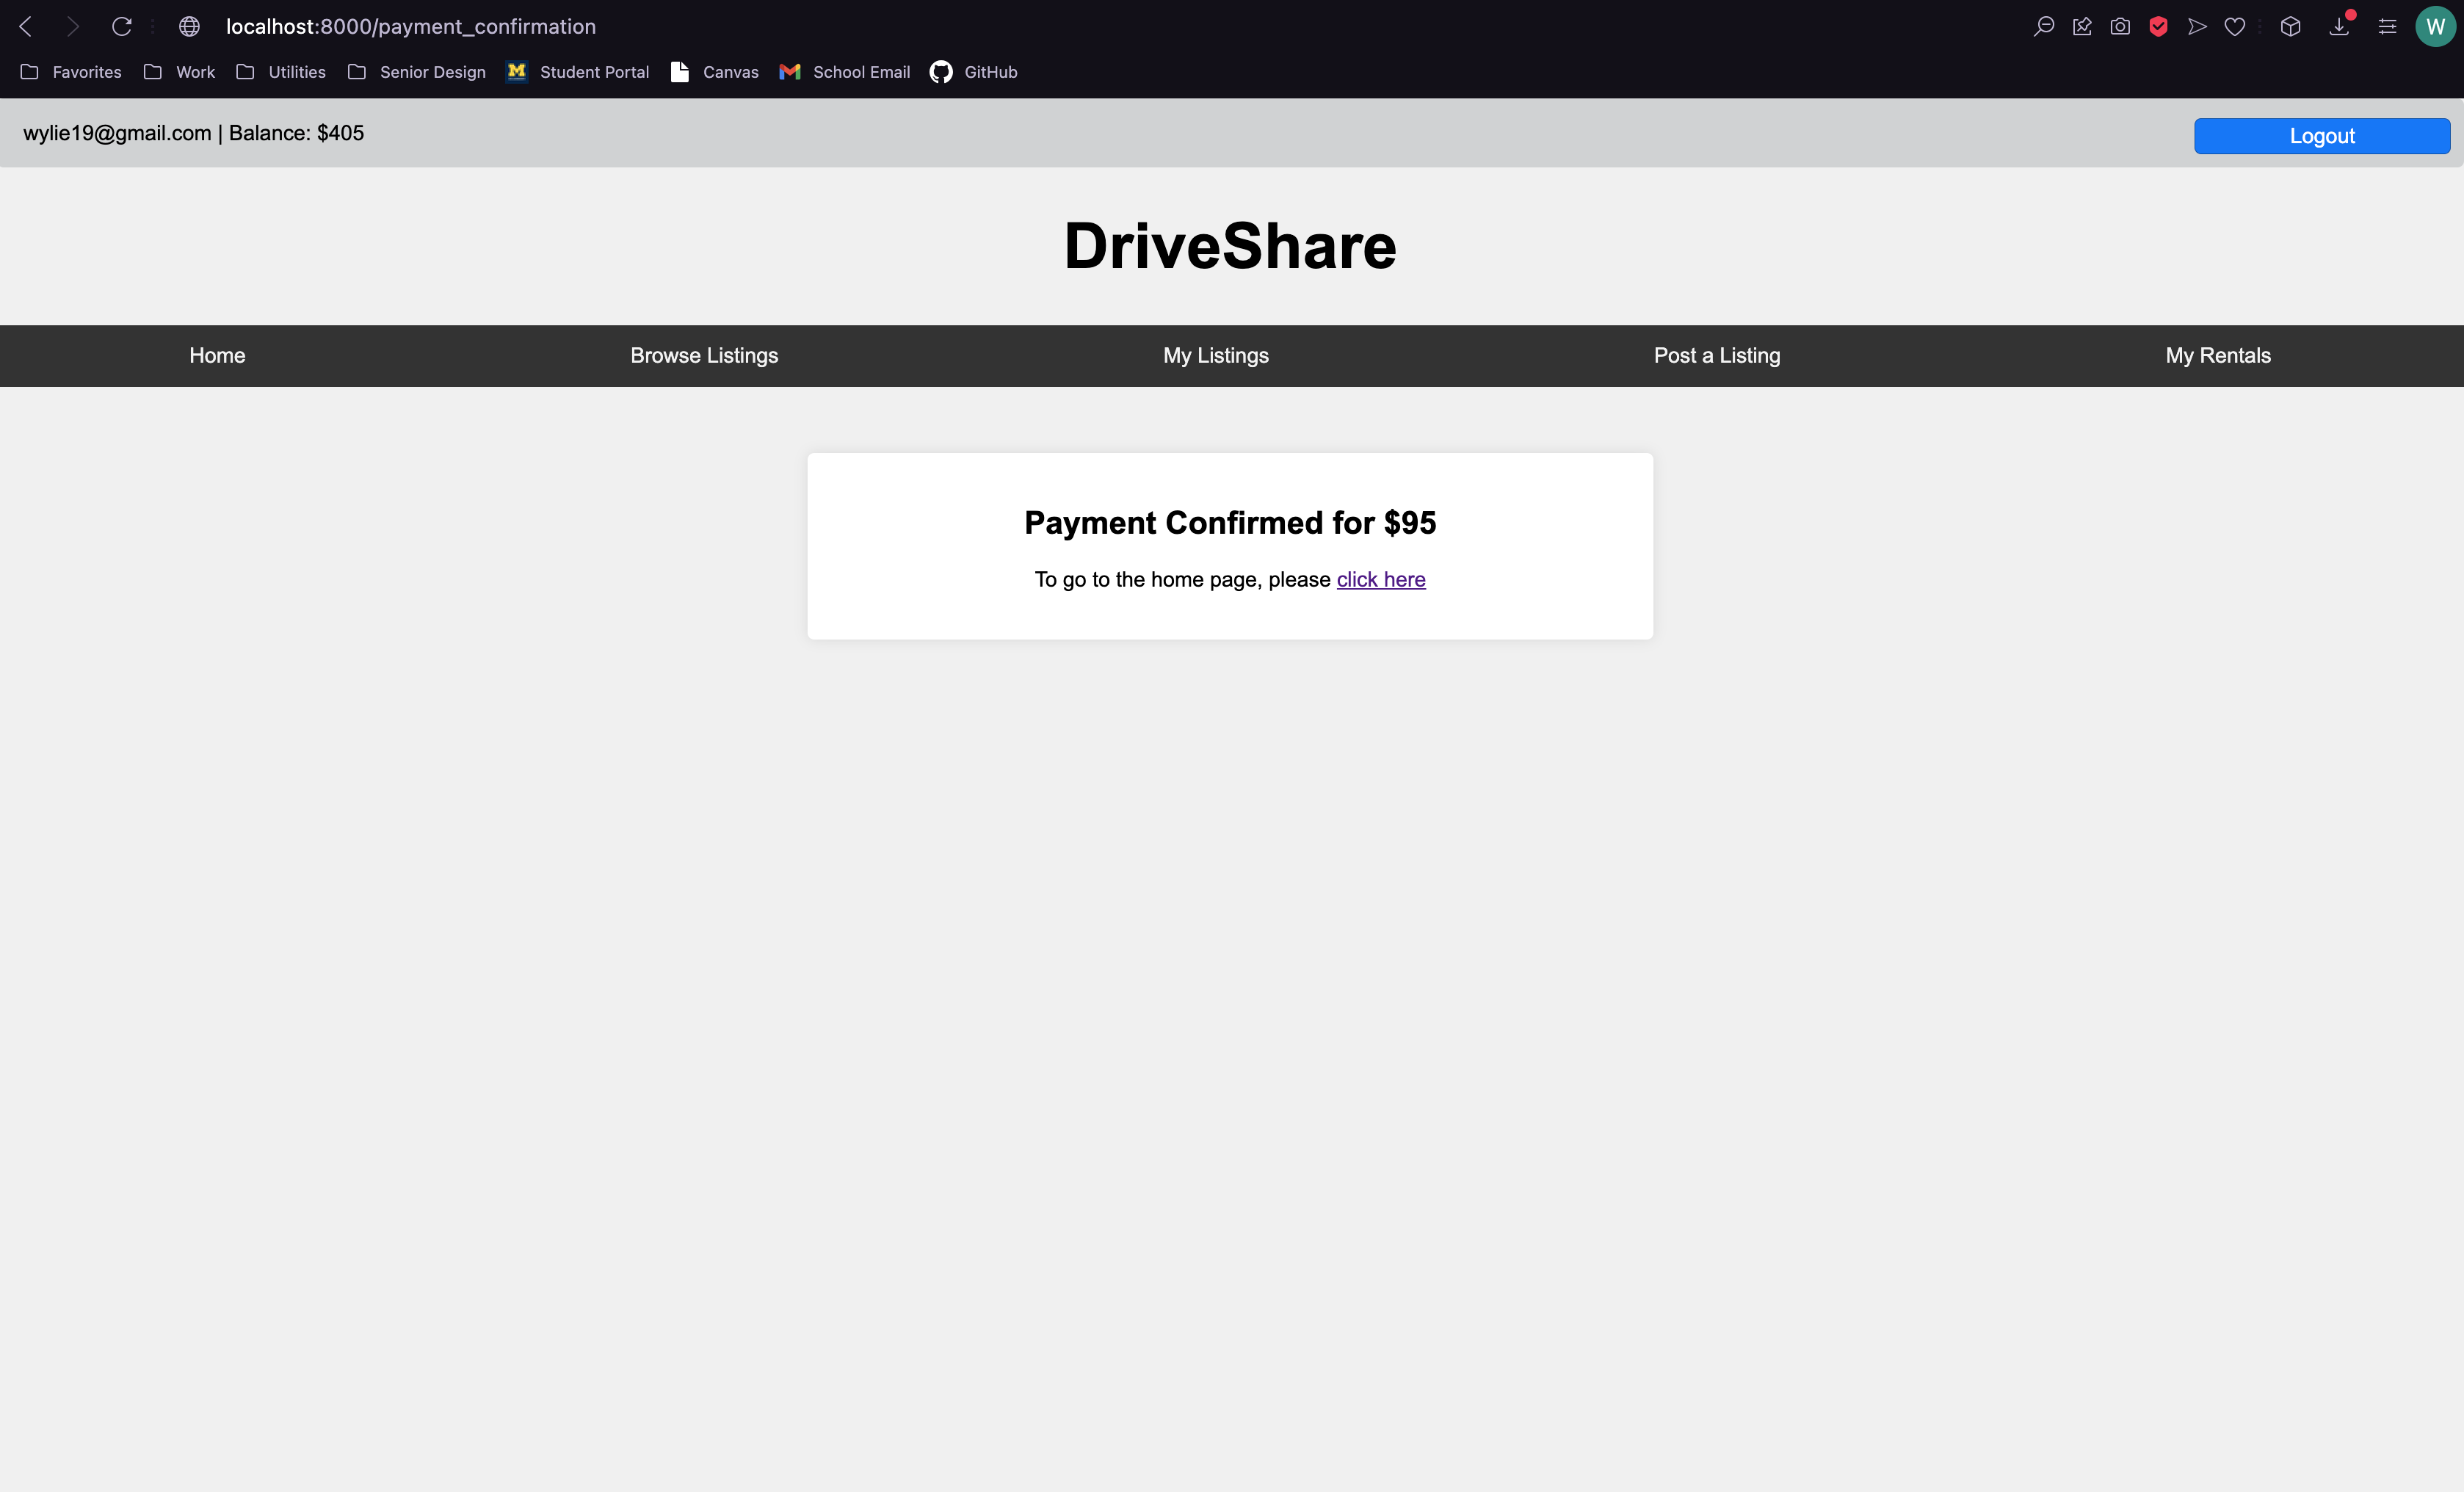 localhost:8000/payment_confirmation
W
Favorites Work Utilities Senior Design M Student Portal Canvas School Email GitHub
wylie19@gmail.com | Balance: $405 Logout
DriveShare
Home Browse Listings My Listings Post a Listing My Rentals
Payment Confirmed for $95
To go to the home page, please click here